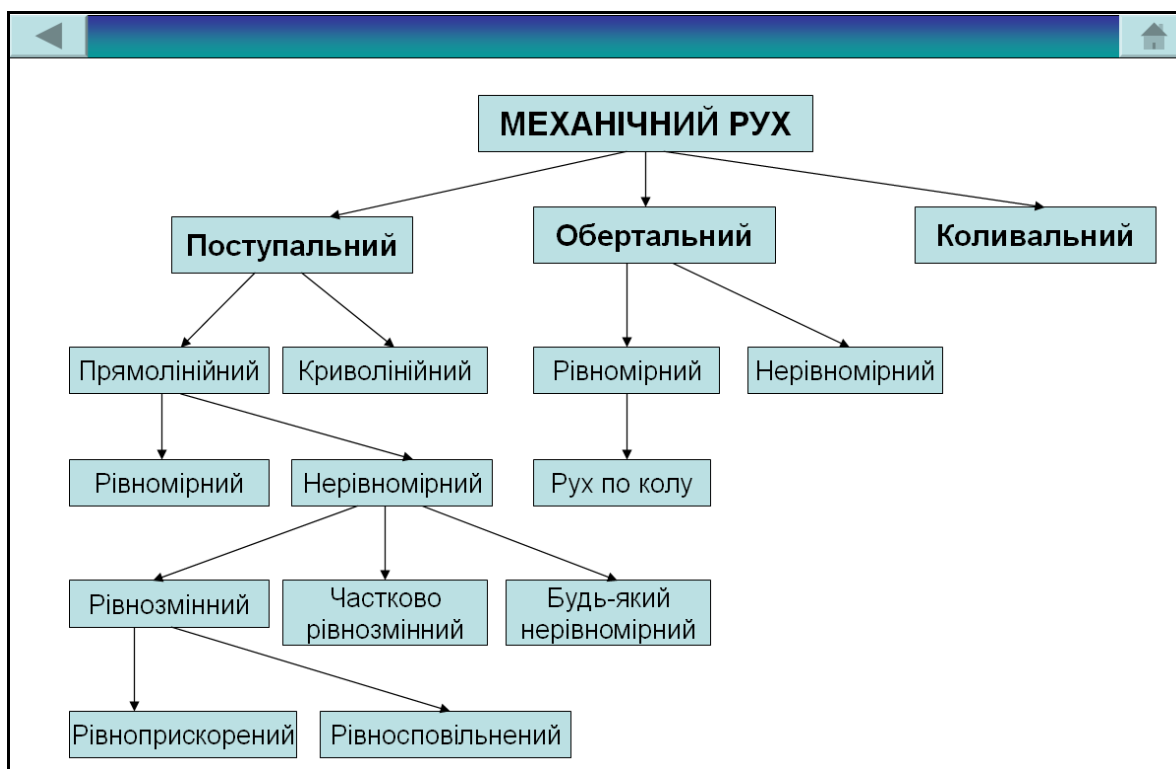 МЕХАНІЧНИЙ РУХ
Поступальний
Обертальний
Коливальний
Прямолінійний
Криволінійний
Рівномірний
Нерівномірний
Рівномірний
Нерівномірний
Рух по колу
Рівнозмінний
Частково
рівнозмінний
Будь-який
нерівномірний
Рівноприскорений
Рівносповільнений